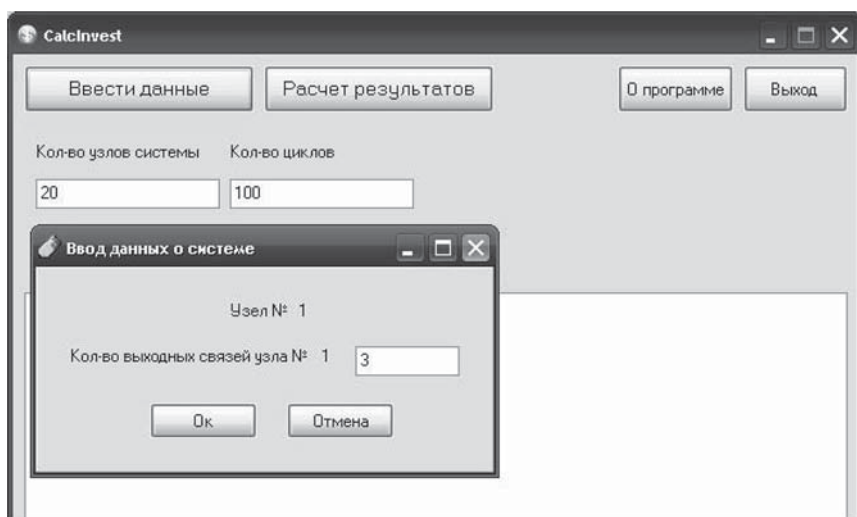 CalcInvest
Ввести данные
Расчет результатов
О программе
Выход
Кол-во узлов системы
Кол-во циклов
20
100
Ввод данных о системе
Узел № 1
Кол-во выходных связей узла № 1
3
Ок
Отмена